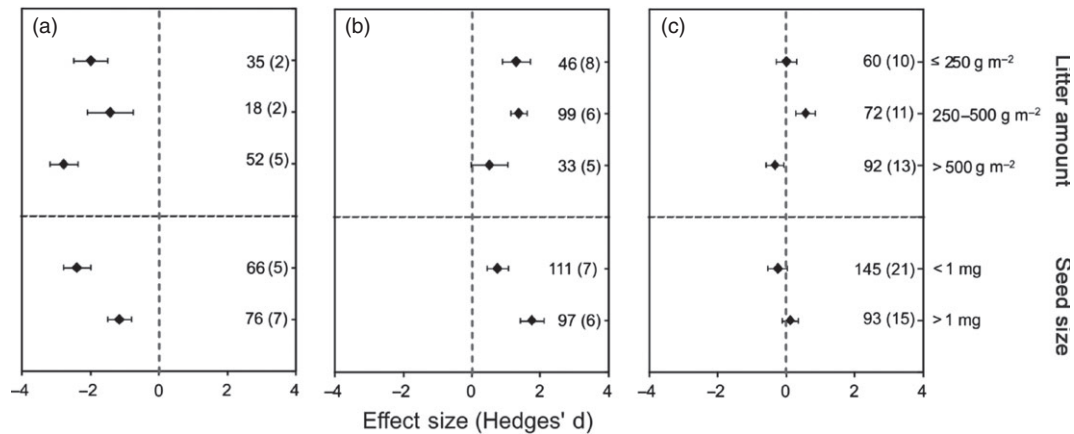 (a)
35 (2)
18 (2)
52 (5)
66 (5)
76 (7)
(b)
46 (8)
99 (6)
33 (5)
111 (7)
97 (6)
(c)
60 (10)
72 (11)
92 (13)
145 (21)
93 (15)
≤ 250 g m⁻²
250–500 g m⁻²
> 500 g m⁻²
< 1 mg
> 1 mg
Litter amount
Seed size
–4 –2 0 2 4
–4 –2 0 2 4
–4 –2 0 2 4
Effect size (Hedges' d)